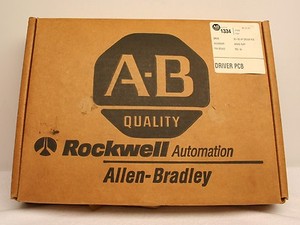 A-B
QUALITY
Rockwell Automation
Allen-Bradley
1334
DRIVER PCB